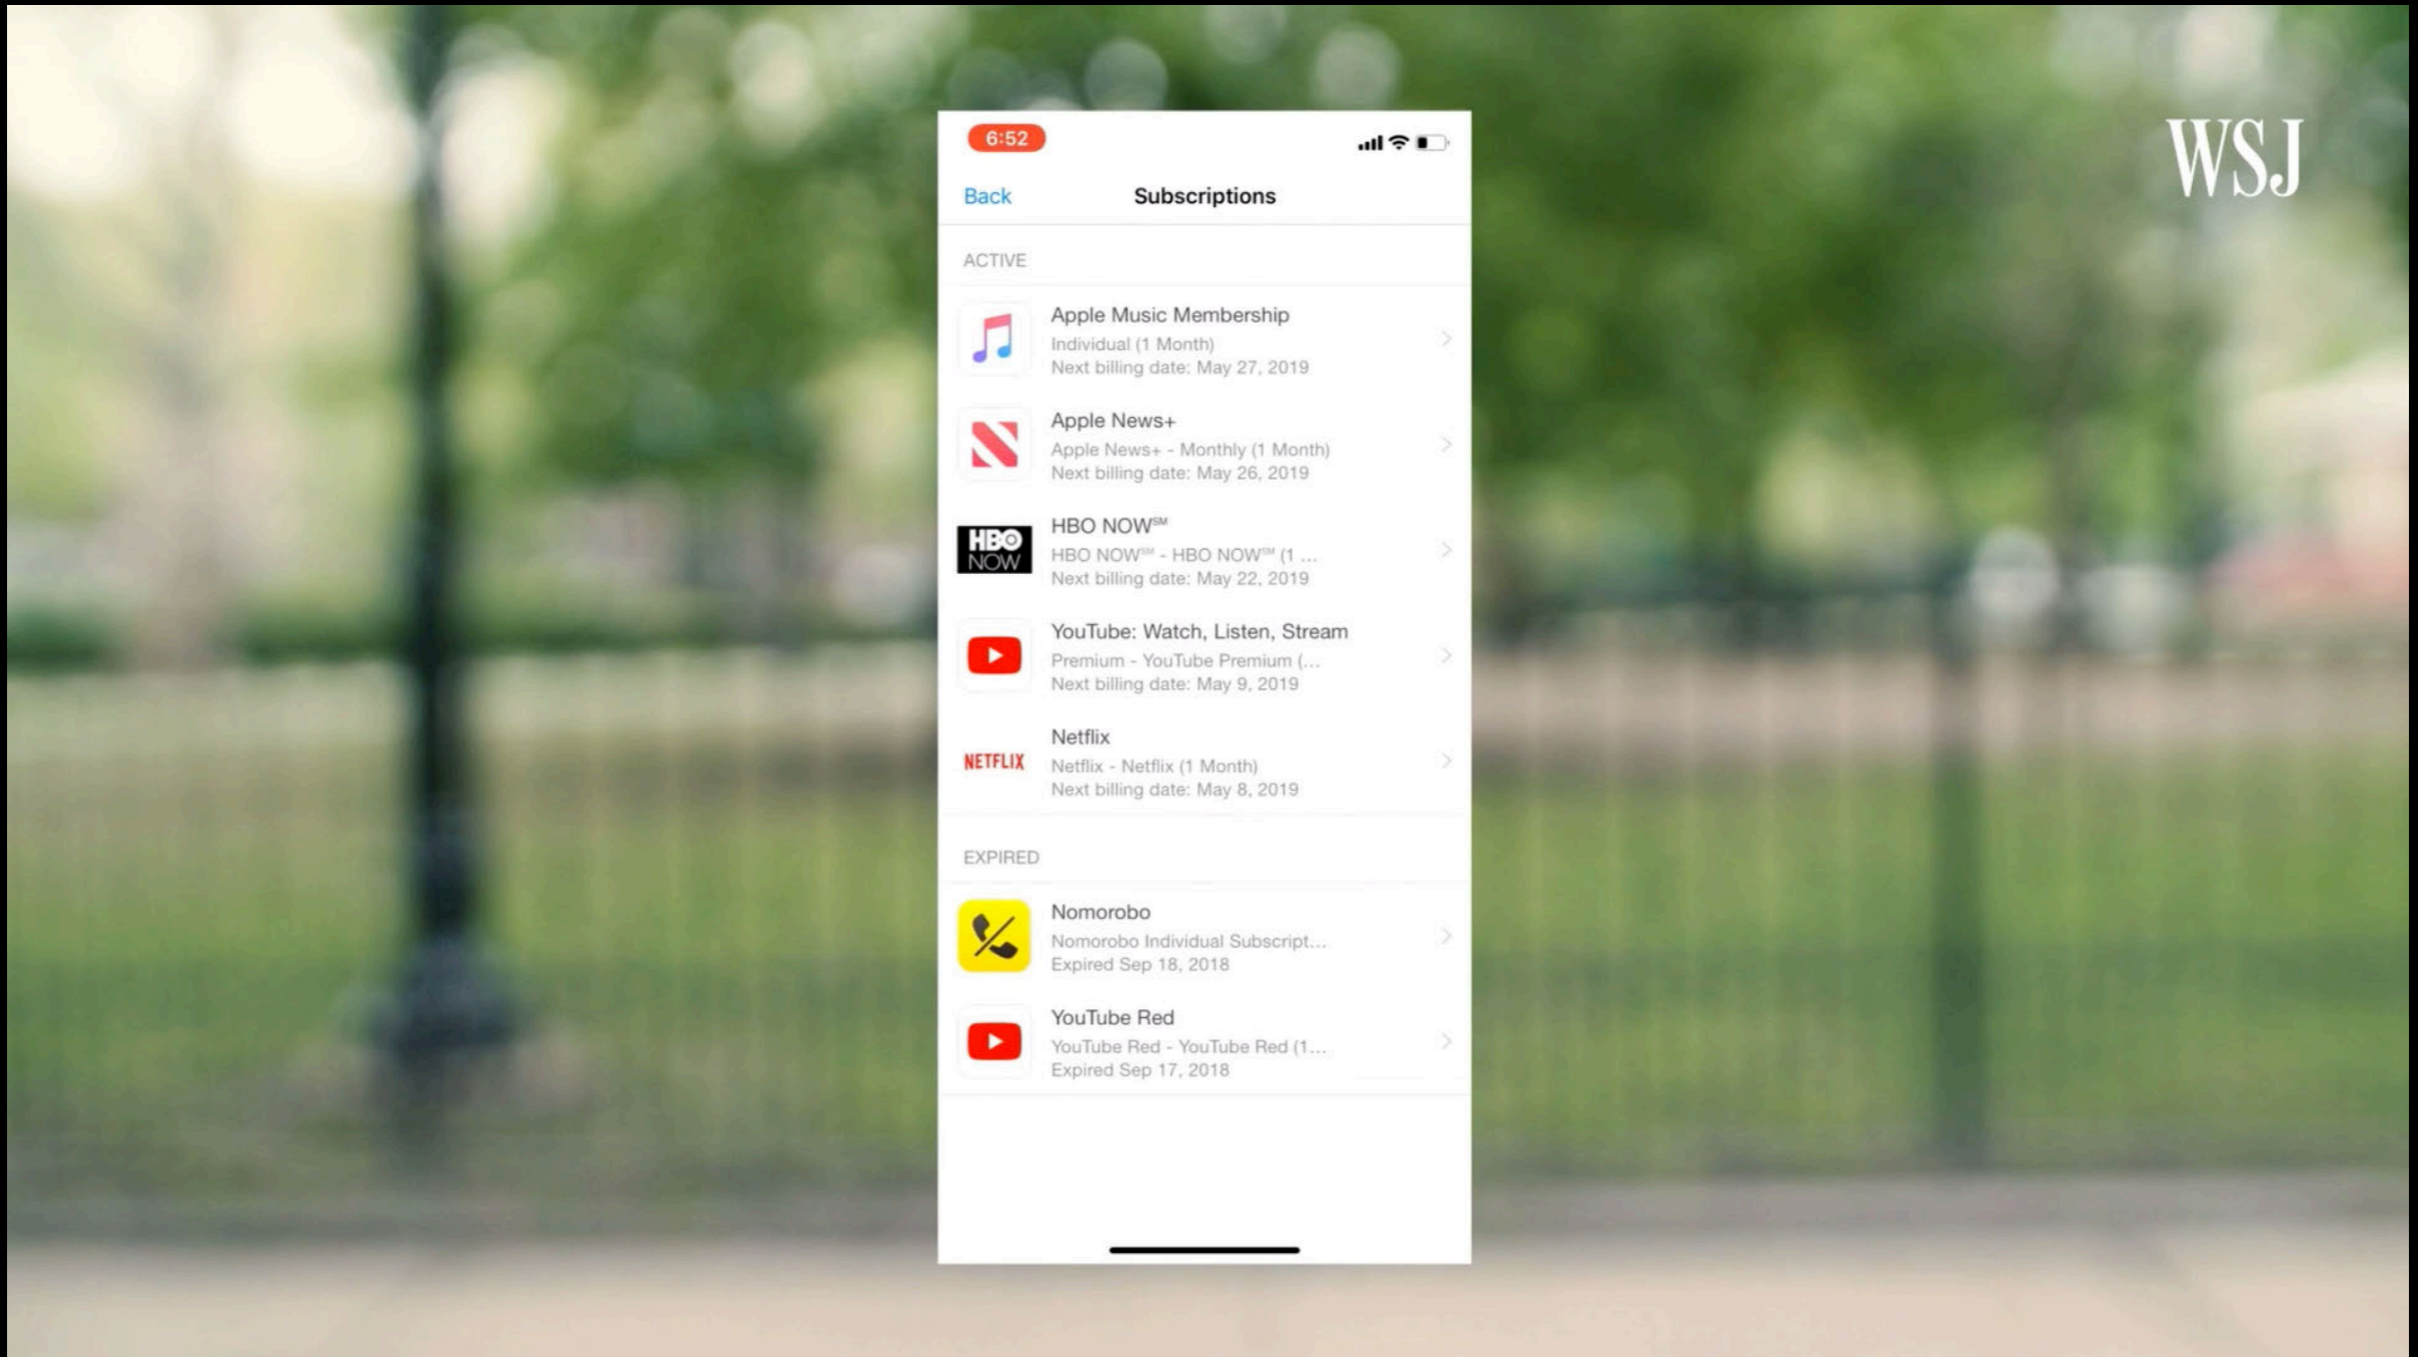 6:52
WSJ
Back
Subscriptions
ACTIVE
Apple Music Membership
Individual (1 Month)
Next billing date: May 27, 2019
Apple News+
Apple News+ - Monthly (1 Month)
Next billing date: May 26, 2019
HBO NOW
HBO NOW℠
HBO NOW℠ - HBO NOW℠ (1 ...
Next billing date: May 22, 2019
YouTube: Watch, Listen, Stream
Premium - YouTube Premium (...
Next billing date: May 9, 2019
NETFLIX
Netflix
Netflix - Netflix (1 Month)
Next billing date: May 8, 2019
EXPIRED
Nomorobo
Nomorobo Individual Subscript...
Expired Sep 18, 2018
YouTube Red
YouTube Red - YouTube Red (1...
Expired Sep 17, 2018